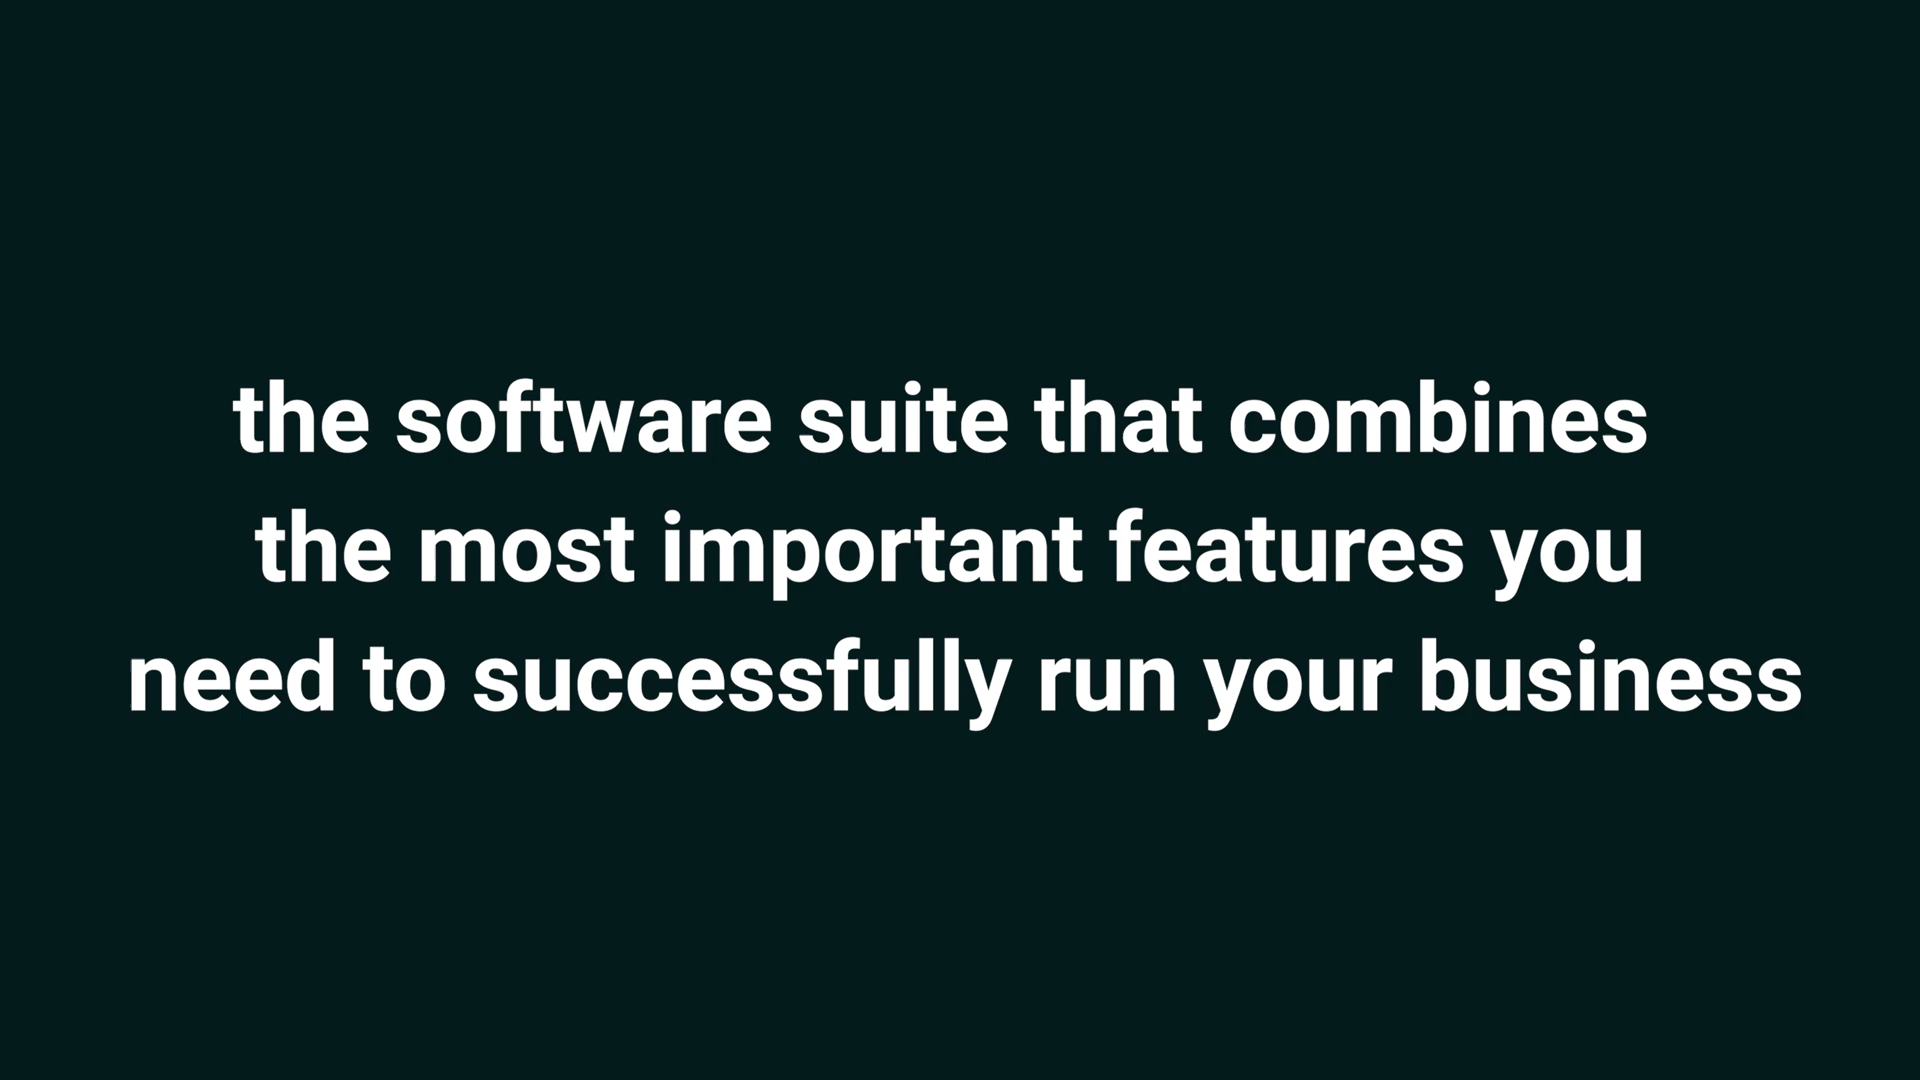 the software suite that combines
the most important features you
need to successfully run your business